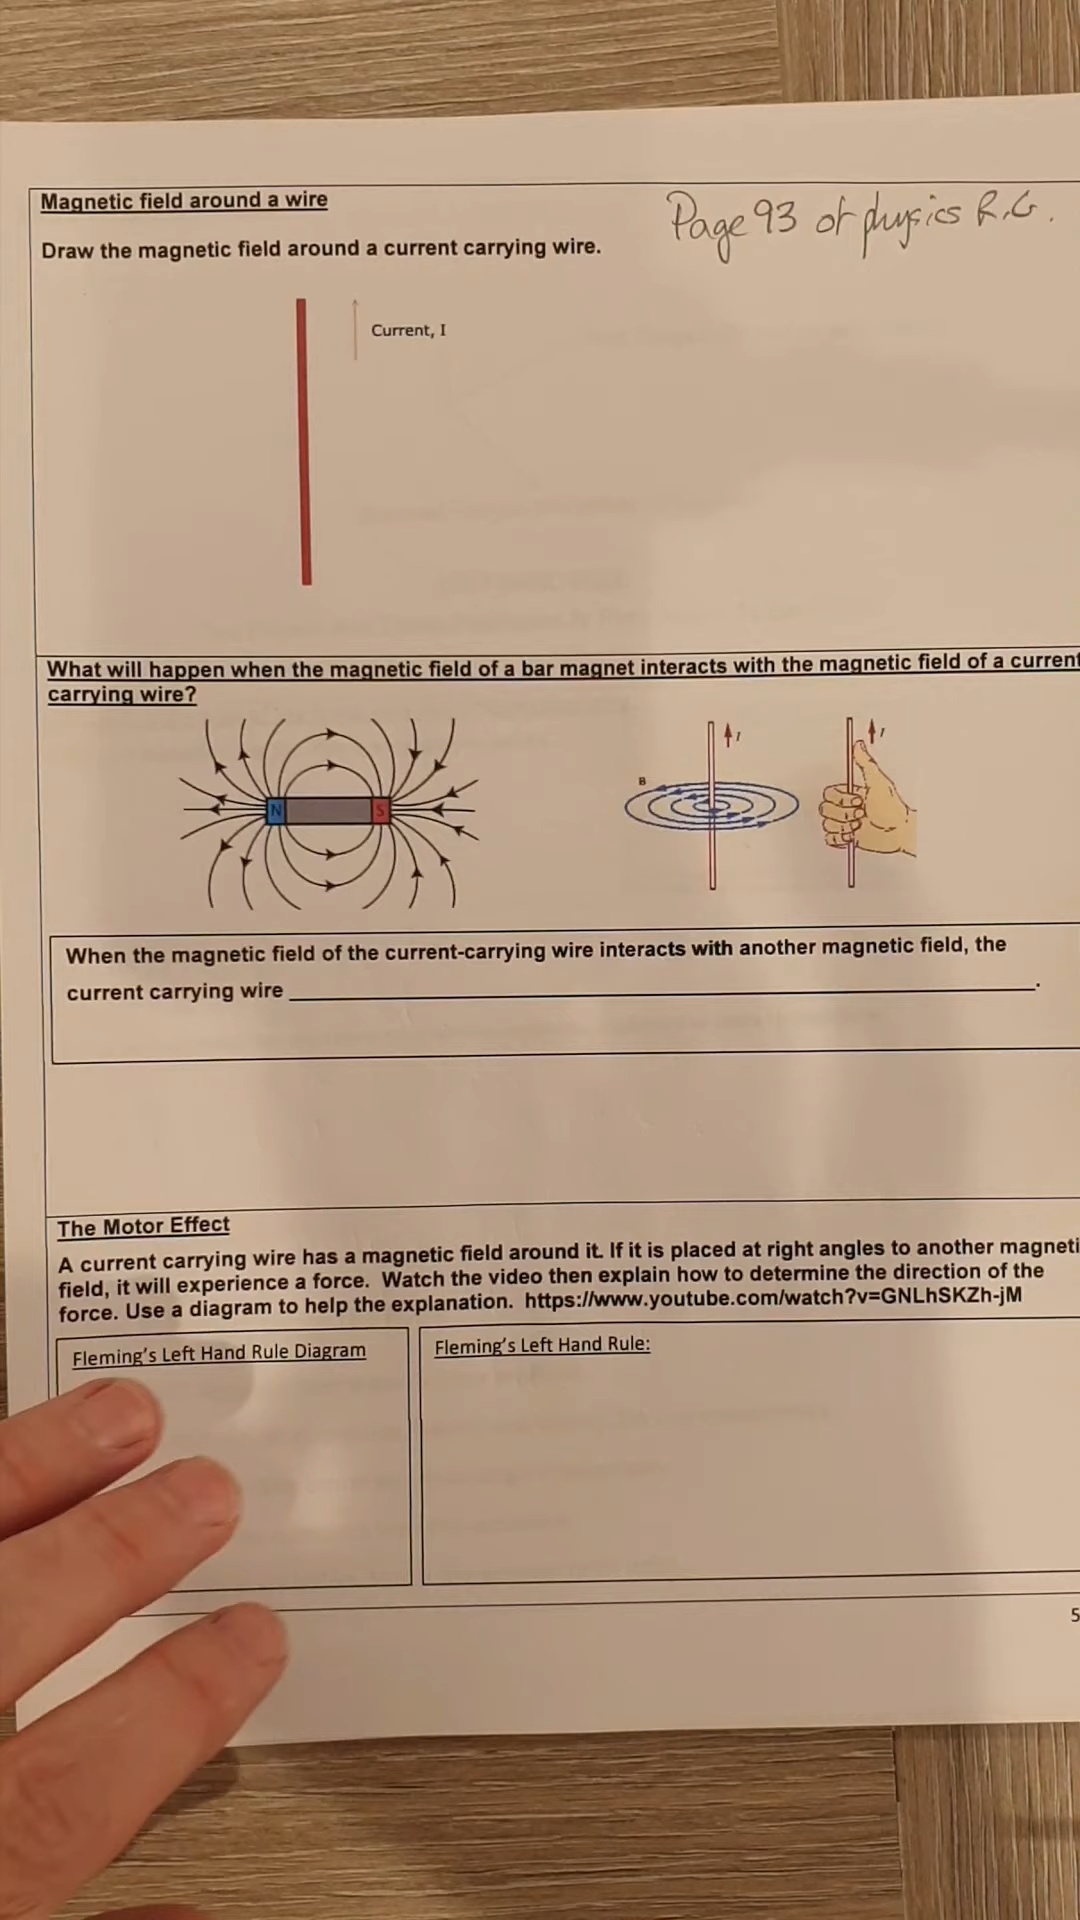 Magnetic field around a wire
Page 93 of physics R.G.
Draw the magnetic field around a current carrying wire.
Current, I
What will happen when the magnetic field of a bar magnet interacts with the magnetic field of a current
carrying wire?
I
I
B
N
S
When the magnetic field of the current-carrying wire interacts with another magnetic field, the
current carrying wire ______________________________.
The Motor Effect
A current carrying wire has a magnetic field around it. If it is placed at right angles to another magneti
field, it will experience a force. Watch the video then explain how to determine the direction of the
force. Use a diagram to help the explanation. https://www.youtube.com/watch?v=GNLhSKZh-jM
Fleming's Left Hand Rule Diagram
Fleming's Left Hand Rule:
5